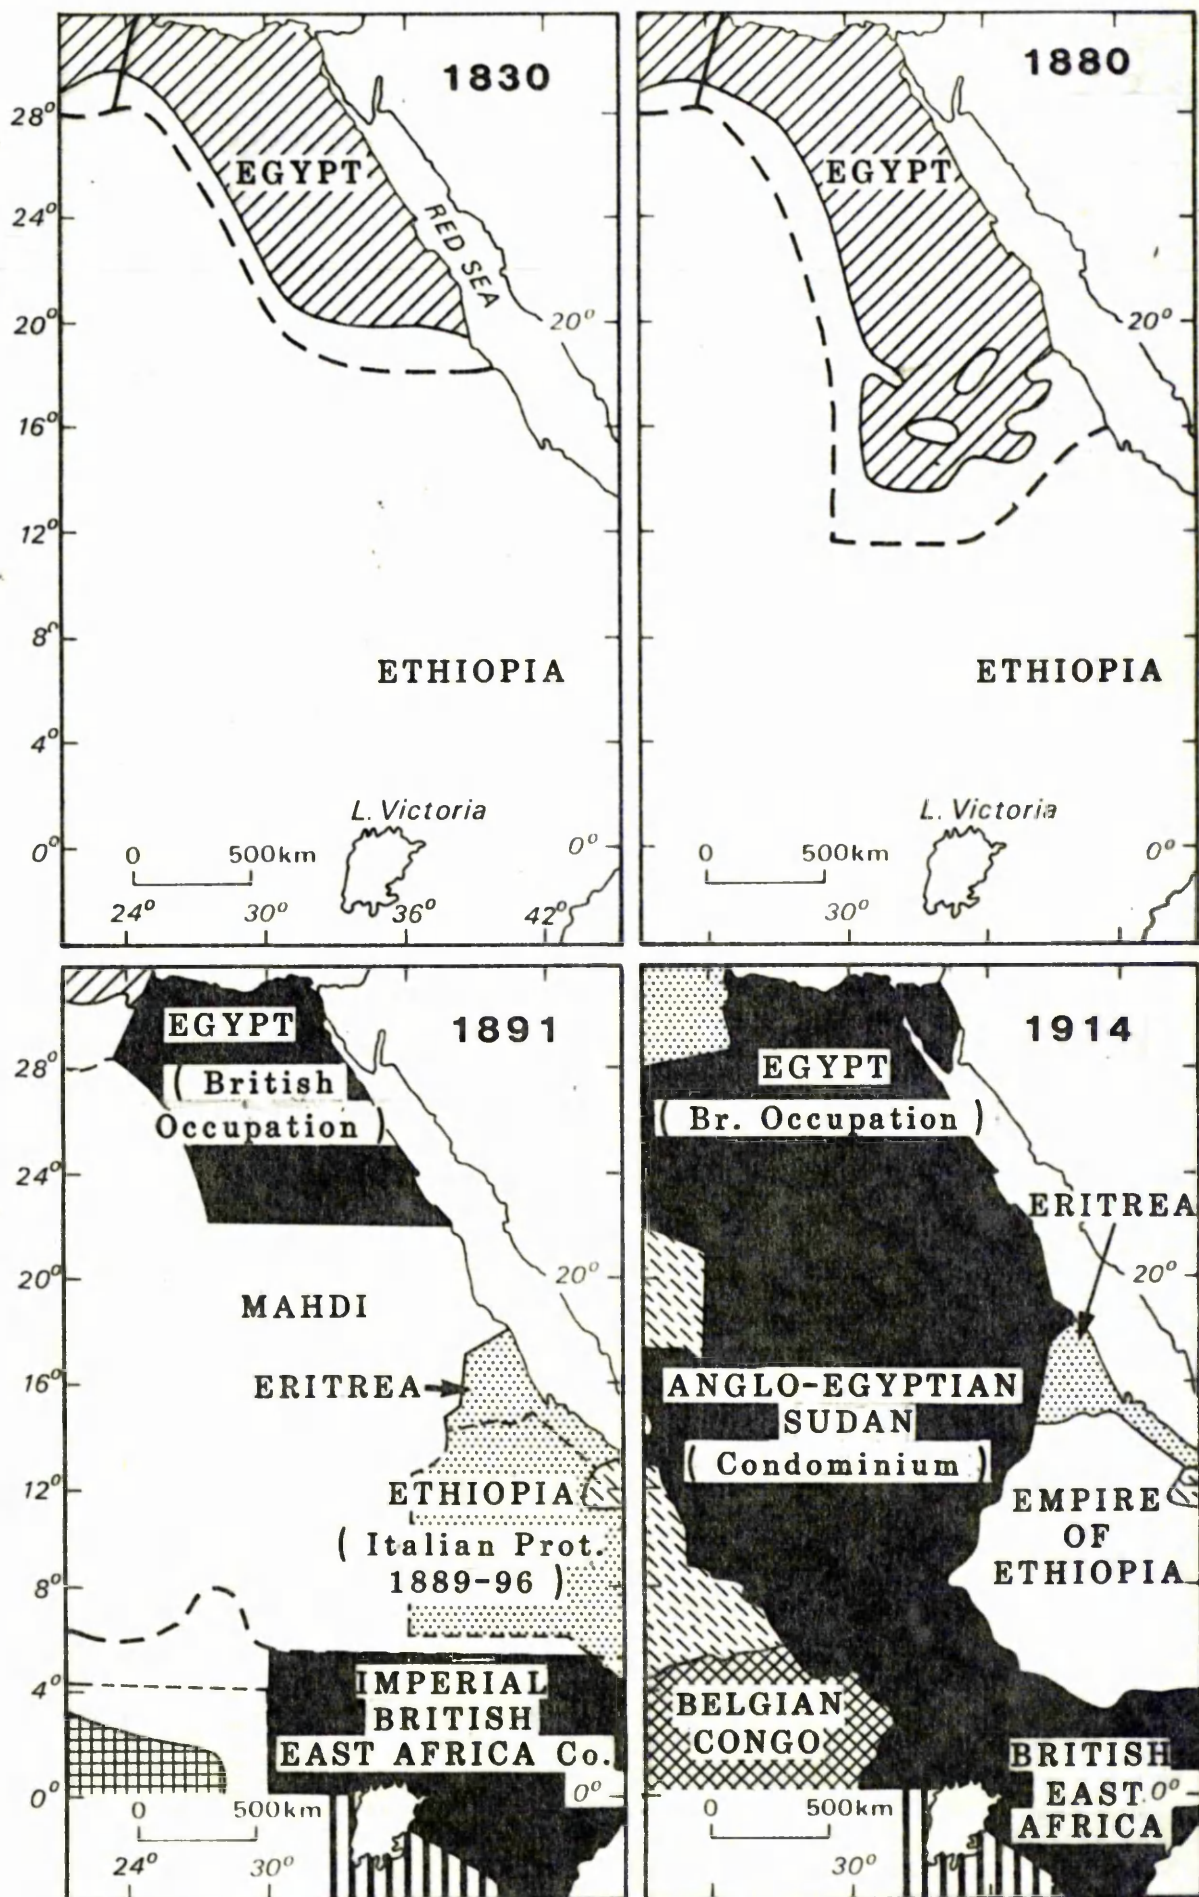 1830
28°
EGYPT
24°
RED SEA
20°
20°
16°
12°
8°
ETHIOPIA
4°
L. Victoria
0°
0 500km
0°
24° 30° 36° 42°
1880
EGYPT
20°
ETHIOPIA
L. Victoria
0 500km
0°
30°
EGYPT
1891
28°
( British
Occupation )
24°
20°
20°
MAHDI
16°
ERITREA
12°
ETHIOPIA
( Italian Prot.
1889-96 )
8°
4°
IMPERIAL
BRITISH
EAST AFRICA Co.
0°
0°
0 500km
24° 30°
1914
EGYPT
( Br. Occupation )
ERITREA
20°
ANGLO-EGYPTIAN
SUDAN
( Condominium )
EMPIRE
OF
ETHIOPIA
BELGIAN
CONGO
BRITISH
EAST
0°
AFRICA
0 500km
30°